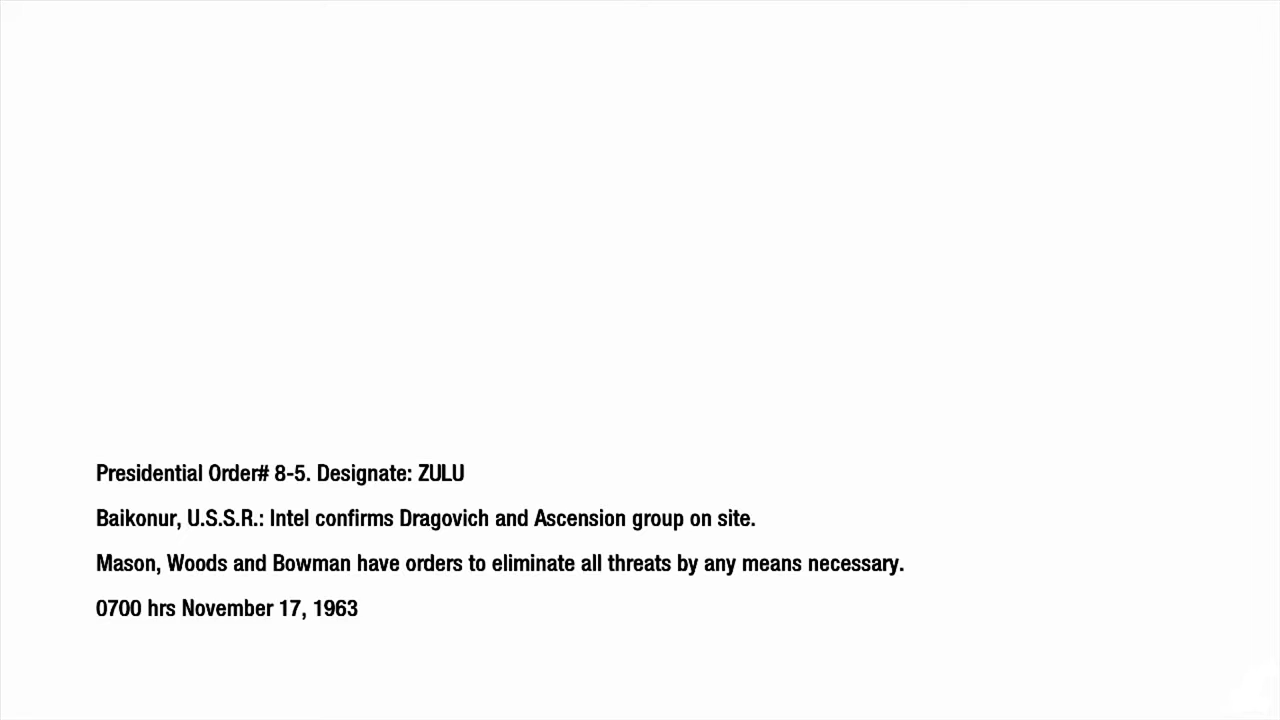 Presidential Order# 8-5. Designate: ZULU
Baikonur, U.S.S.R.: Intel confirms Dragovich and Ascension group on site.
Mason, Woods and Bowman have orders to eliminate all threats by any means necessary.
0700 hrs November 17, 1963